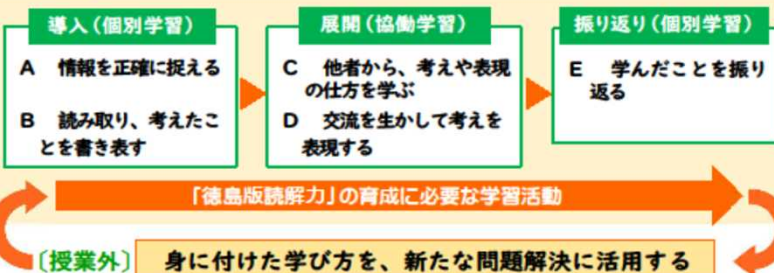 導入(個別学習)
A 情報を正確に捉える
B 読み取り、考えたこ
とを書き表す
展開(協働学習)
C 他者から、考えや表現
の仕方を学ぶ
D 交流を生かして考えを
表現する
振り返り(個別学習)
E 学んだことを振り
返る
「徳島版読解力」の育成に必要な学習活動
〔授業外〕 身に付けた学び方を、新たな問題解決に活用する